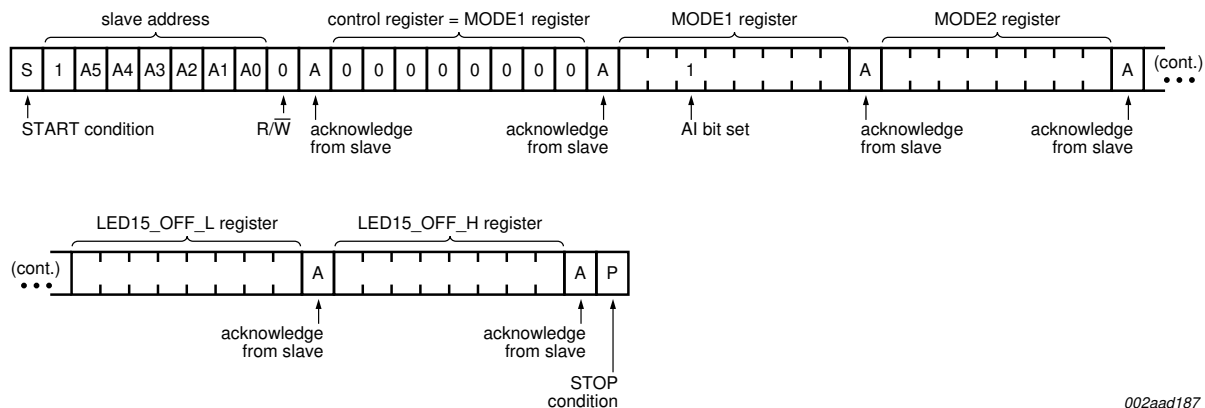 slave address control register = MODE1 register MODE1 register MODE2 register
S 1 A5 A4 A3 A2 A1 A0 0 A 0 0 0 0 0 0 0 0 A 1 A A (cont.)
START condition R/W̅ acknowledge from slave acknowledge from slave AI bit set acknowledge from slave acknowledge from slave
LED15_OFF_L register LED15_OFF_H register
(cont.) A A P
acknowledge from slave acknowledge from slave
STOP condition
002aad187